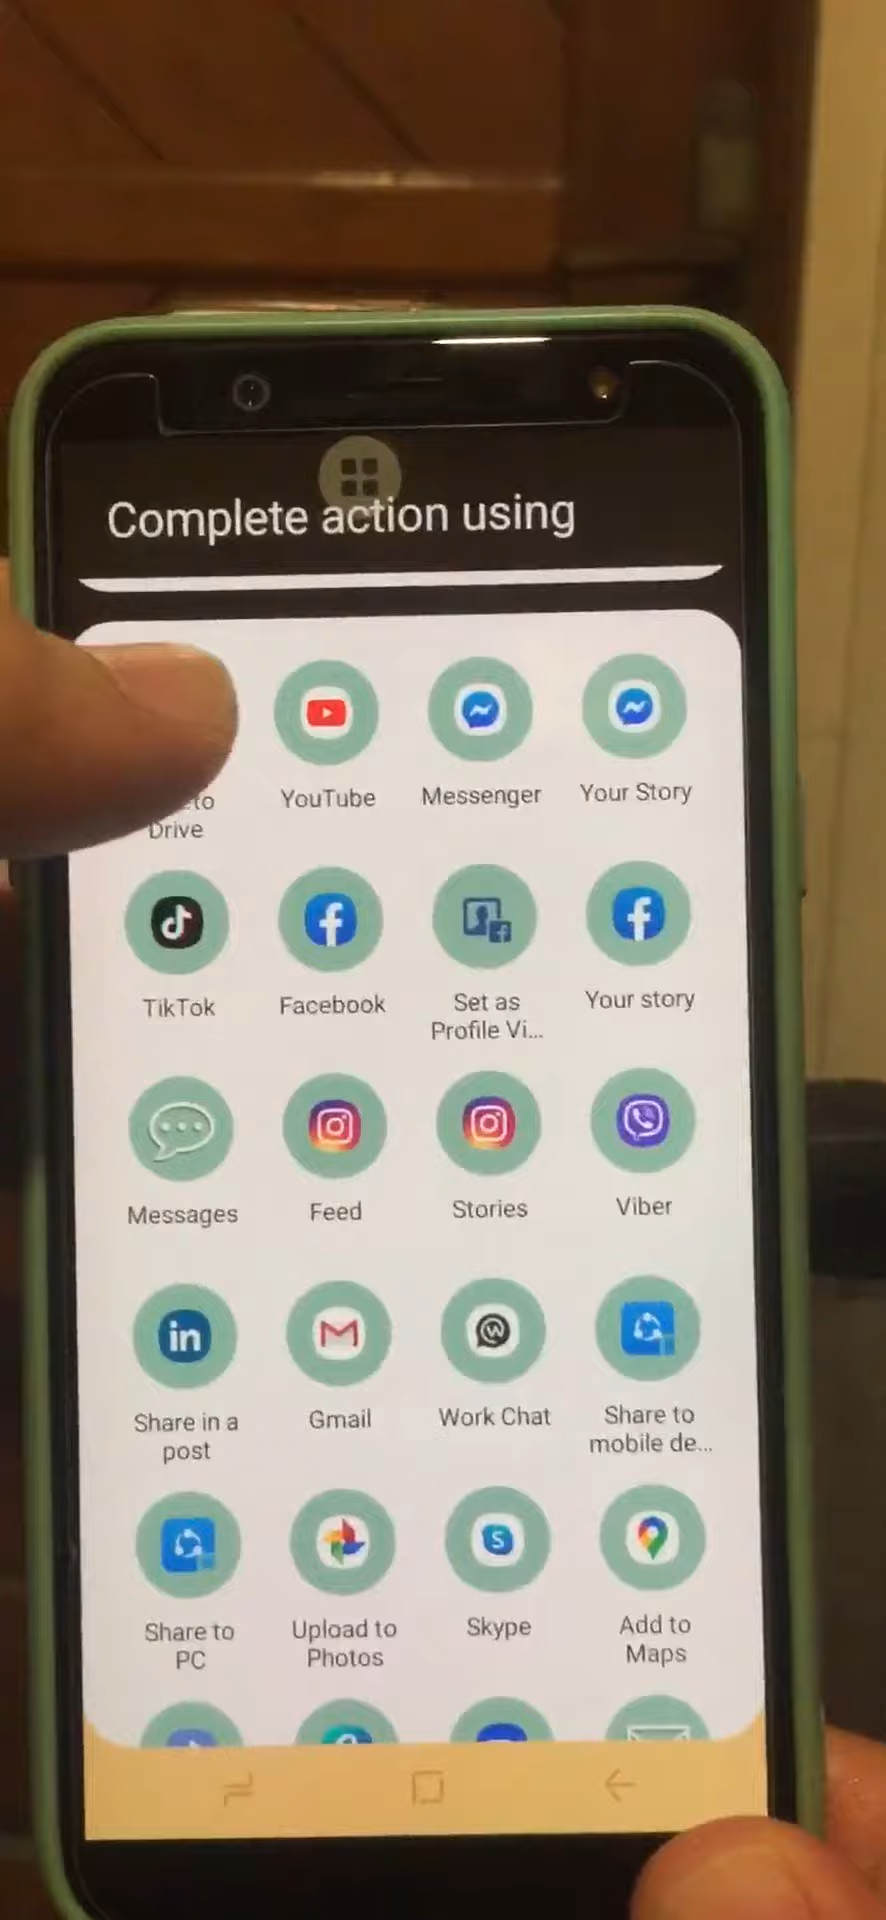 Complete action using
to
Drive
YouTube
Messenger
Your Story
TikTok
Facebook
Set as
Profile Vi...
Your story
Messages
Feed
Stories
Viber
in
Share in a
post
Gmail
Work Chat
Share to
mobile de...
Share to
PC
Upload to
Photos
Skype
Add to
Maps